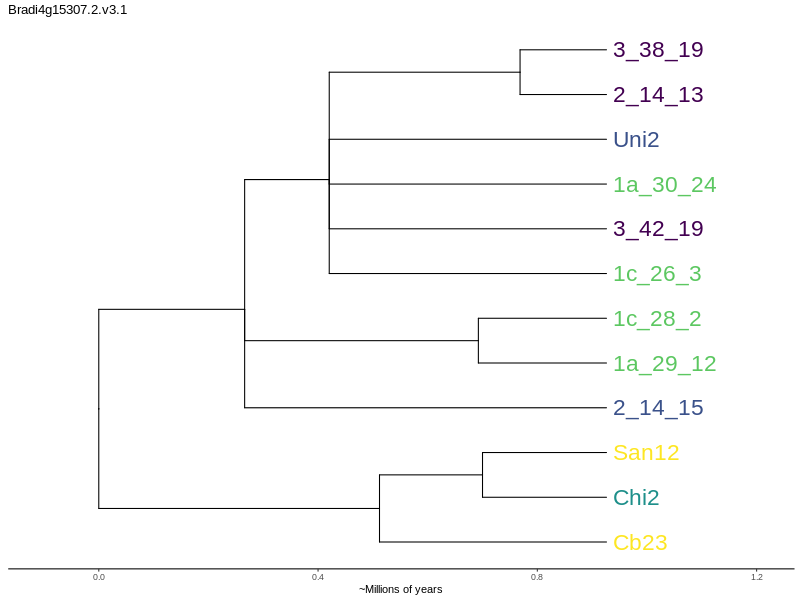 Bradi4g15307.2.v3.1
3_38_19
2_14_13
Uni2
1a_30_24
3_42_19
1c_26_3
1c_28_2
1a_29_12
2_14_15
San12
Chi2
Cb23
0.0 0.4 0.8 1.2
~Millions of years